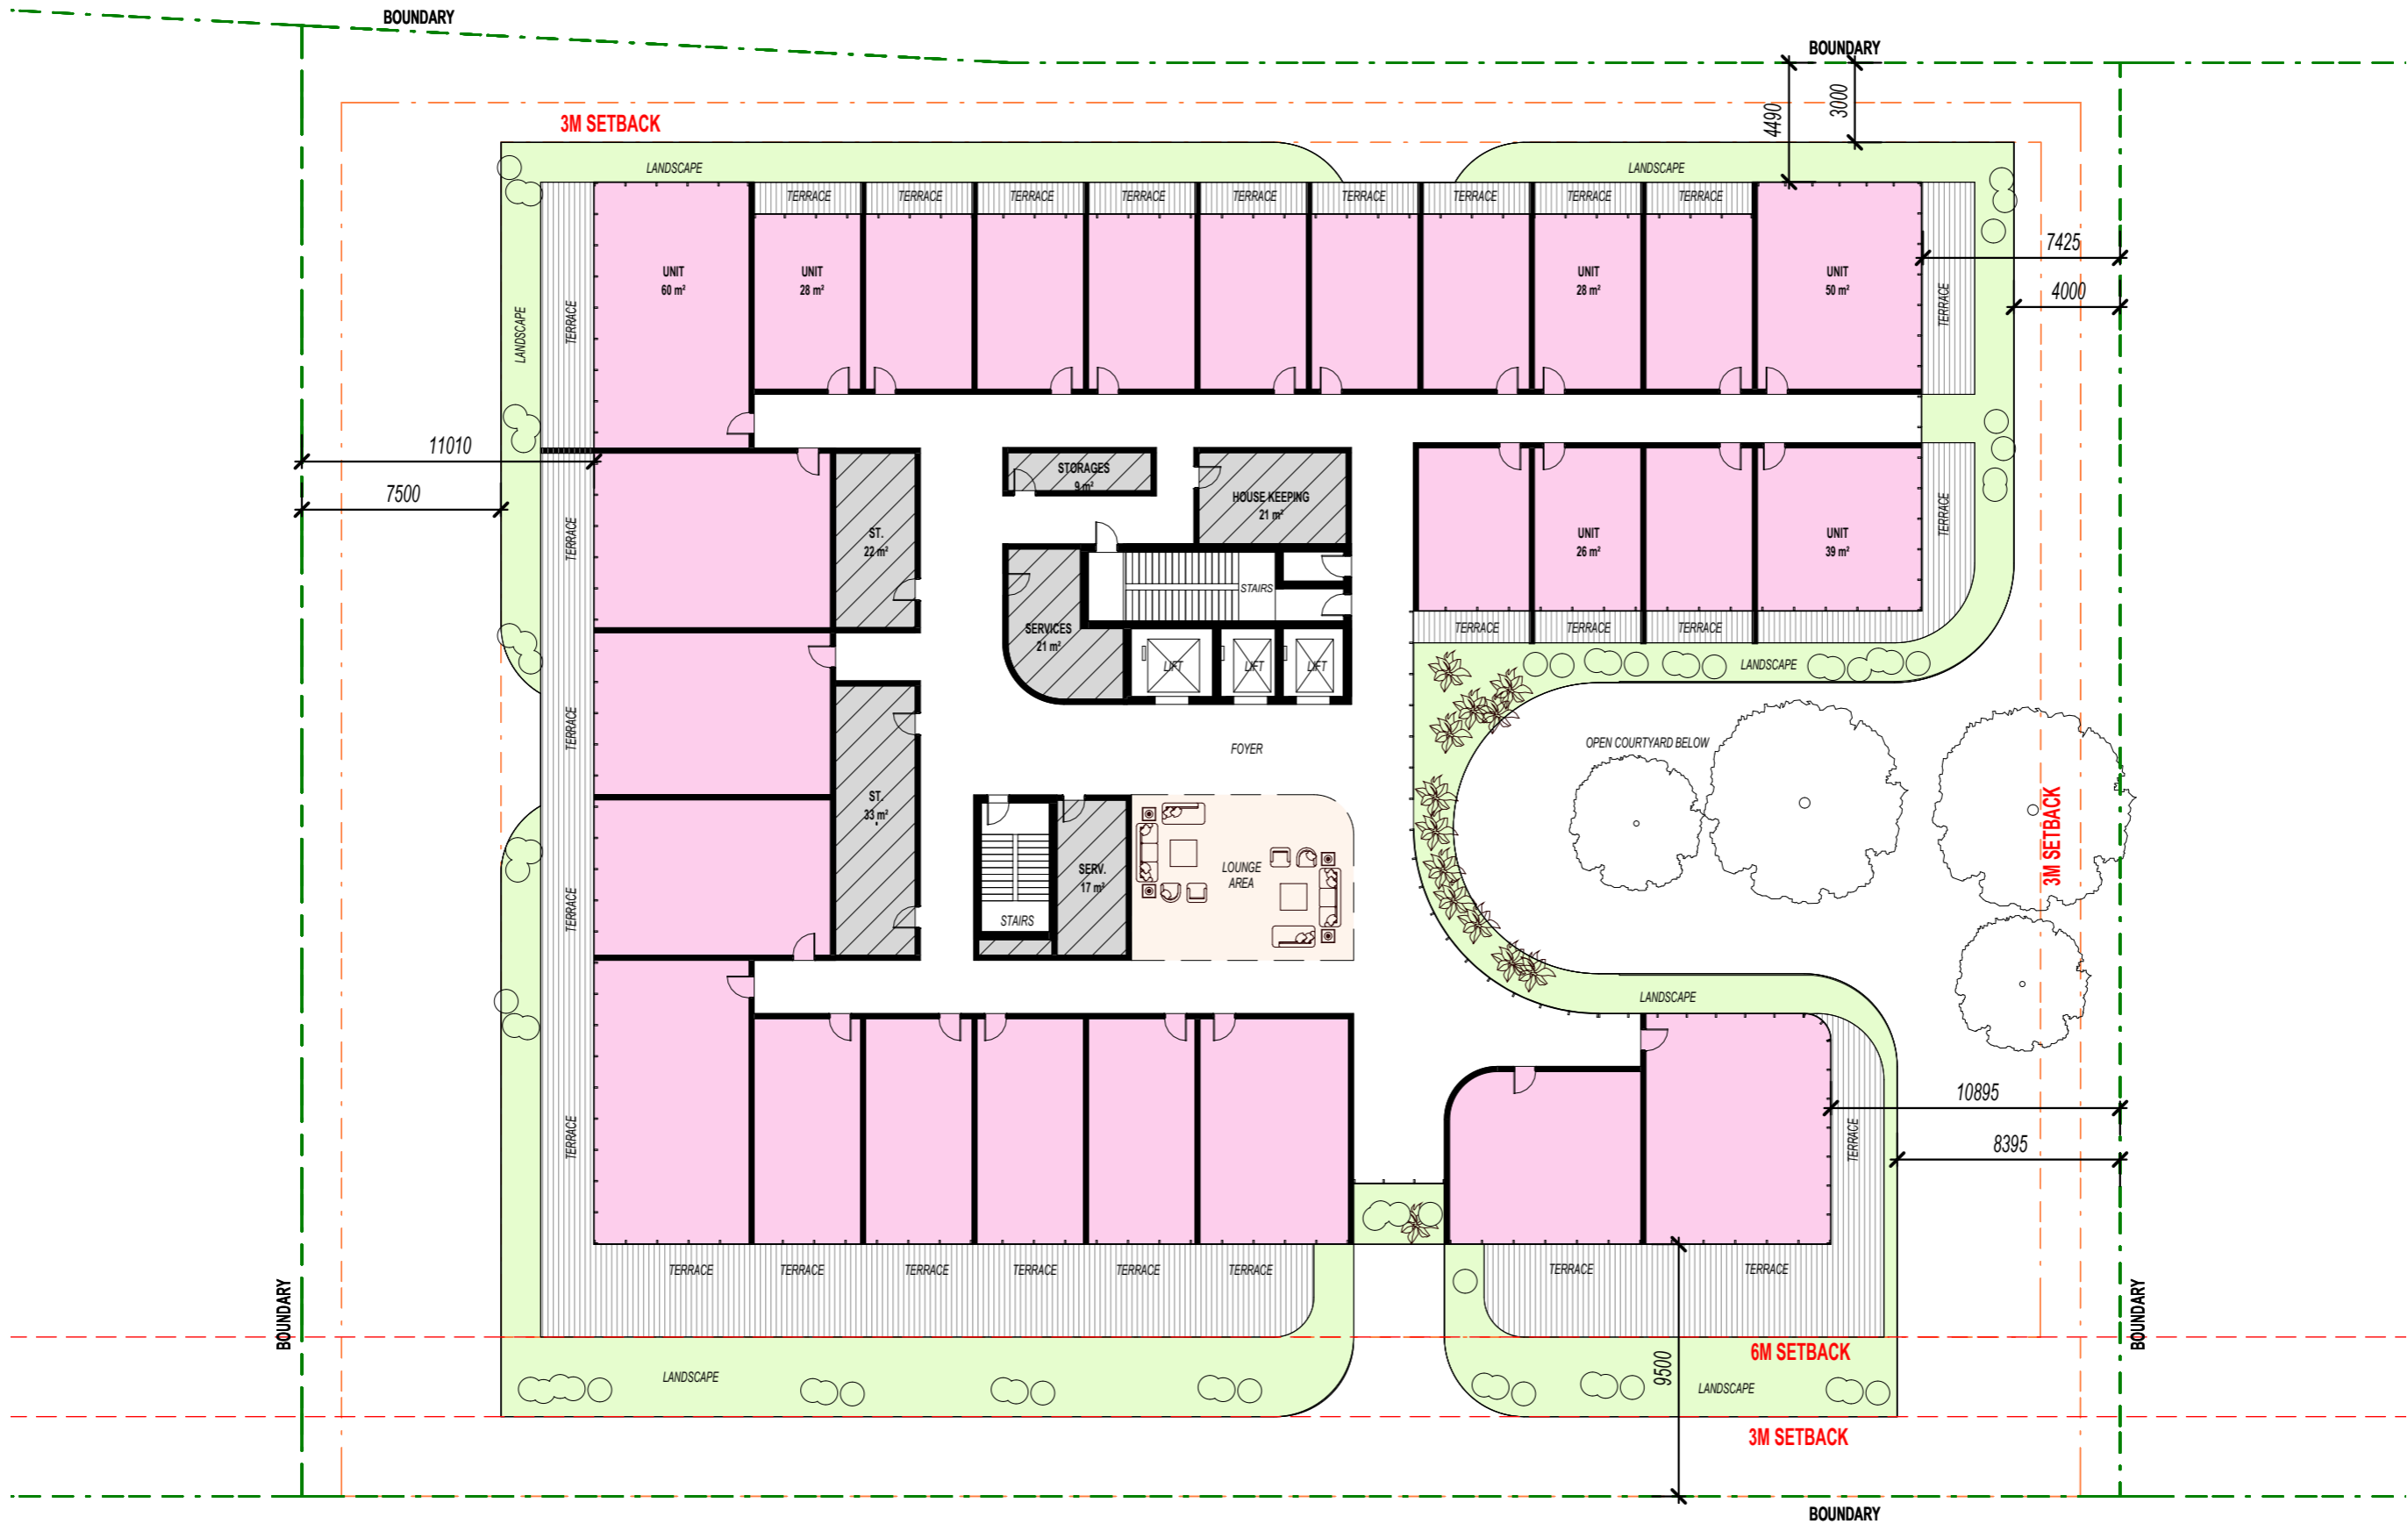 BOUNDARY
BOUNDARY
3M SETBACK
4490
3000
LANDSCAPE
LANDSCAPE
TERRACE
TERRACE
TERRACE
TERRACE
TERRACE
TERRACE
TERRACE
TERRACE
TERRACE
7425
UNIT
60 m²
UNIT
28 m²
UNIT
28 m²
UNIT
50 m²
4000
LANDSCAPE
TERRACE
TERRACE
11010
7500
STORAGES
9 m²
HOUSE KEEPING
21 m²
ST.
22 m²
UNIT
26 m²
UNIT
39 m²
TERRACE
TERRACE
STAIRS
SERVICES
21 m²
TERRACE
TERRACE
TERRACE
LIFT
LIFT
LIFT
LANDSCAPE
TERRACE
FOYER
OPEN COURTYARD BELOW
ST.
33 m²
3M SETBACK
LOUNGE
AREA
SERV.
17 m²
TERRACE
STAIRS
LANDSCAPE
10895
TERRACE
TERRACE
8395
TERRACE
TERRACE
TERRACE
TERRACE
TERRACE
TERRACE
TERRACE
TERRACE
BOUNDARY
BOUNDARY
6M SETBACK
9500
LANDSCAPE
LANDSCAPE
3M SETBACK
BOUNDARY